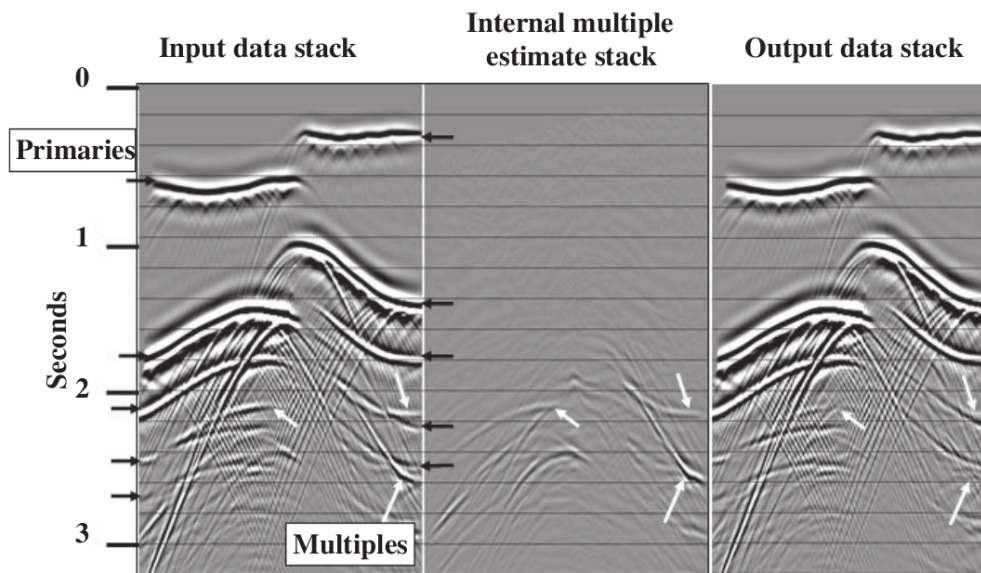 Input data stack
Internal multiple
estimate stack
Output data stack
0
Primaries
1
Seconds
2
Multiples
3